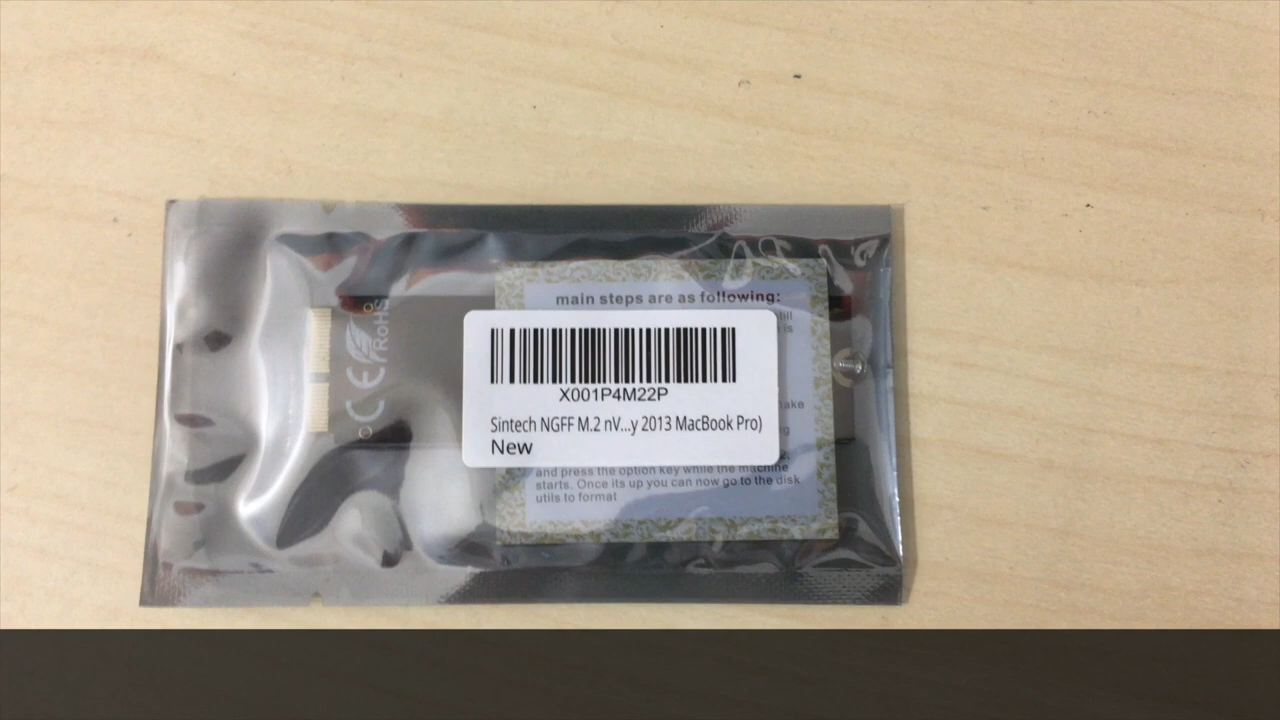 main steps are as following:
till
is
X001P4M22P
Sintech NGFF M.2 nV...y 2013 MacBook Pro)
New
and press the option key while the machine
starts. Once its up you can now go to the disk
utils to format
CE RoHS